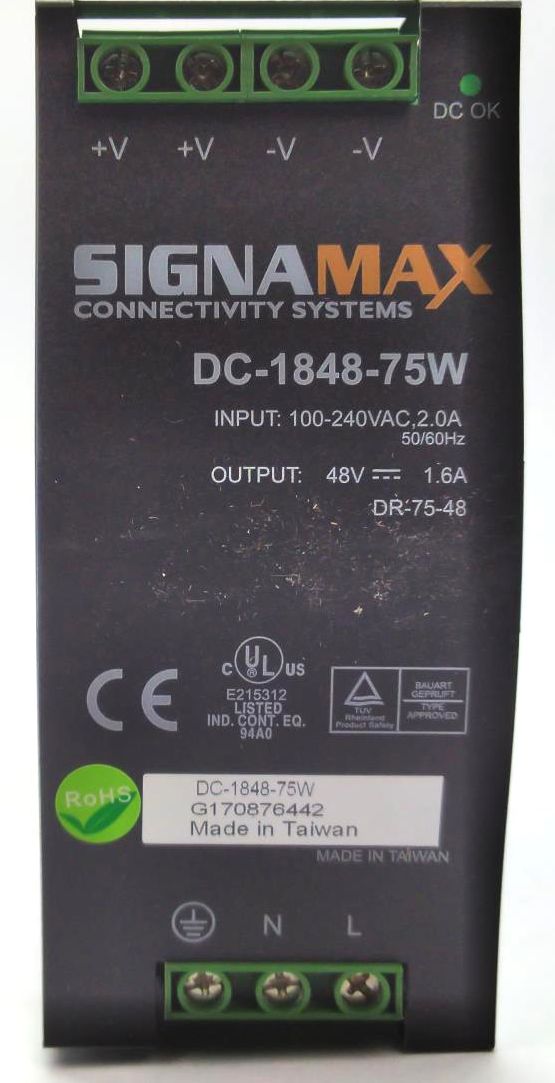 DC OK
+V +V -V -V
SIGNAMAX
CONNECTIVITY SYSTEMS
DC-1848-75W
INPUT: 100-240VAC,2.0A
50/60Hz
OUTPUT: 48V ⎓ 1.6A
DR-75-48
CE
C UL US
E215312
LISTED
IND. CONT. EQ.
94A0
TUV
Rheinland
Product Safety
BAUART
GEPRUFT
TYPE
APPROVED
RoHS
DC-1848-75W
G170876442
Made in Taiwan
MADE IN TAIWAN
N L